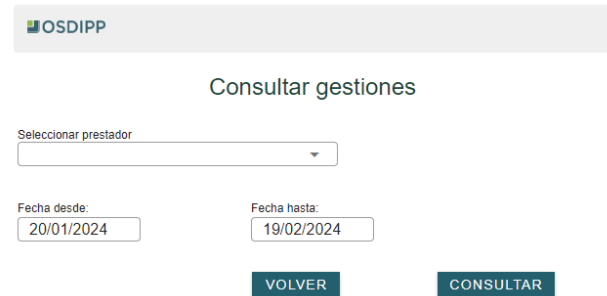 OSDIPP
Consultar gestiones
Seleccionar prestador
Fecha desde: Fecha hasta:
20/01/2024 19/02/2024
VOLVER CONSULTAR